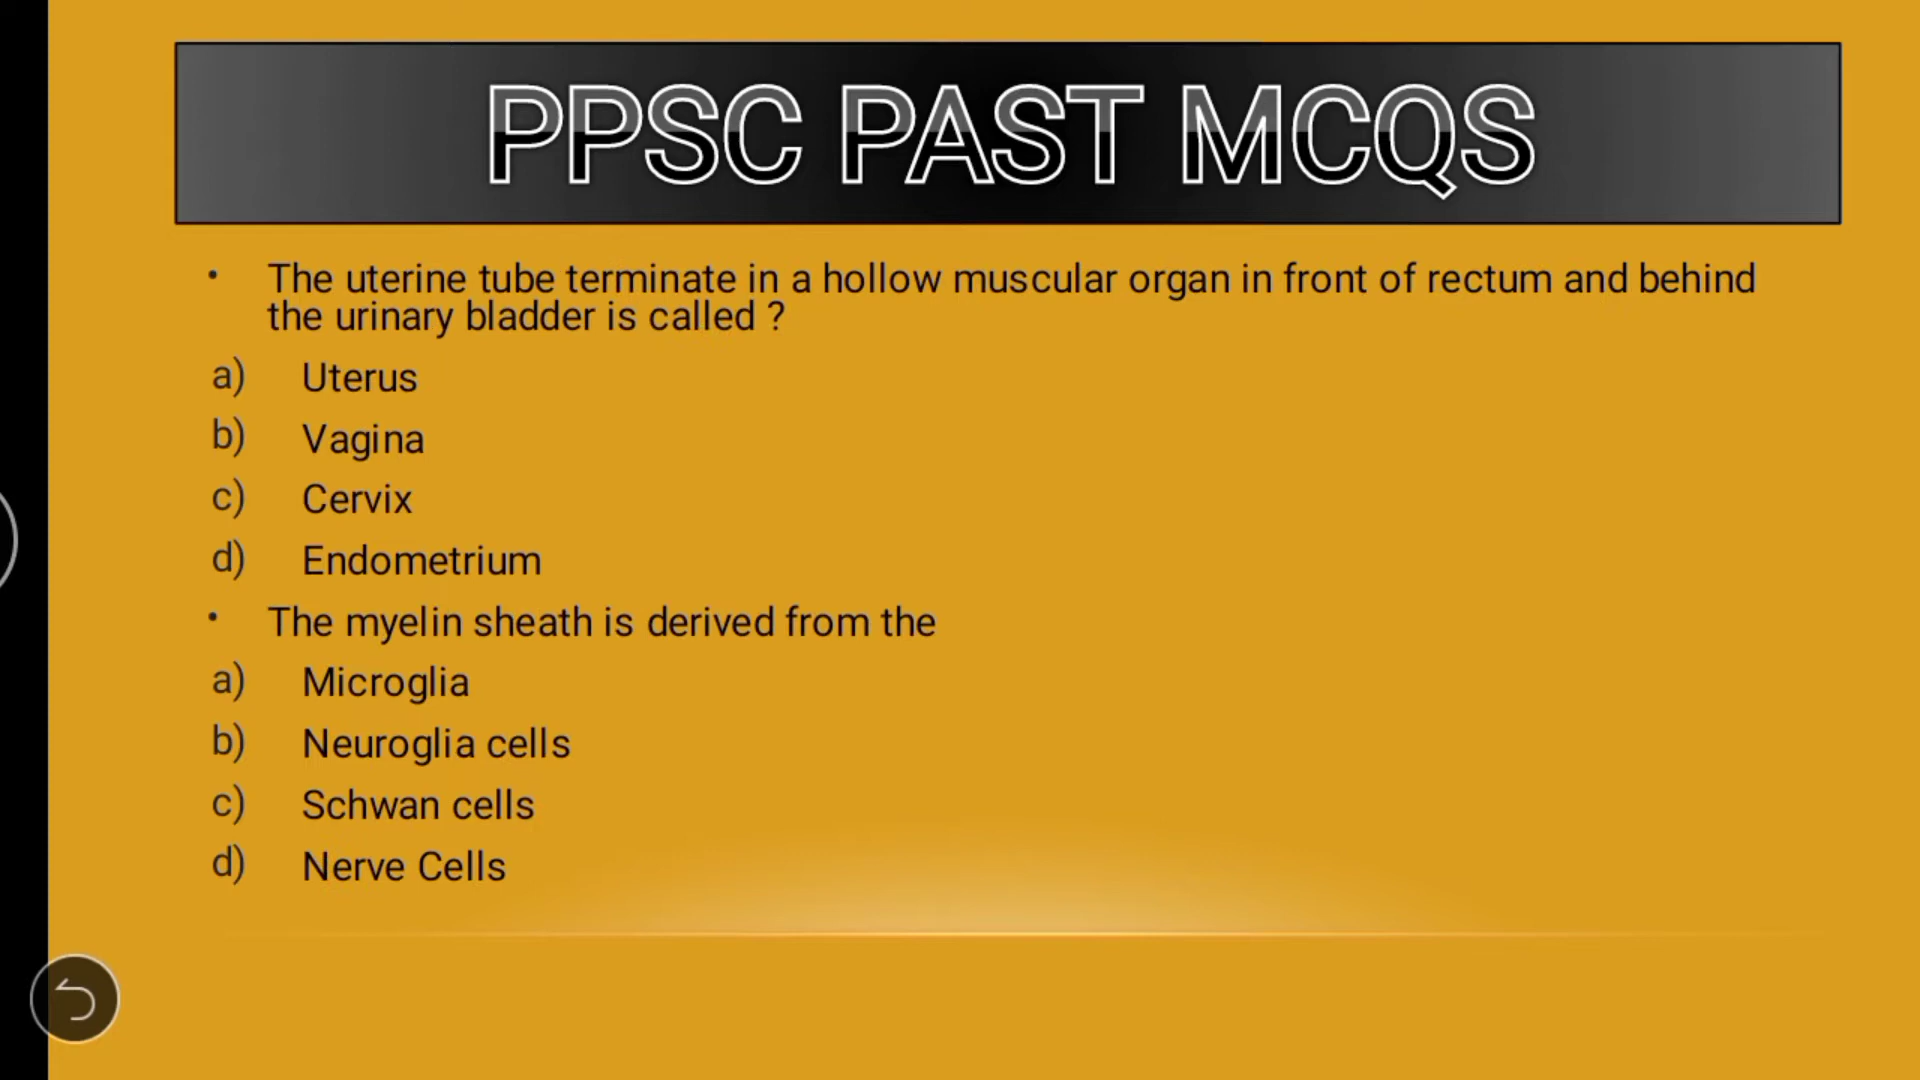 PPSC PAST MCQS
• The uterine tube terminate in a hollow muscular organ in front of rectum and behind
the urinary bladder is called ?
a) Uterus
b) Vagina
c) Cervix
d) Endometrium
• The myelin sheath is derived from the
a) Microglia
b) Neuroglia cells
c) Schwan cells
d) Nerve Cells